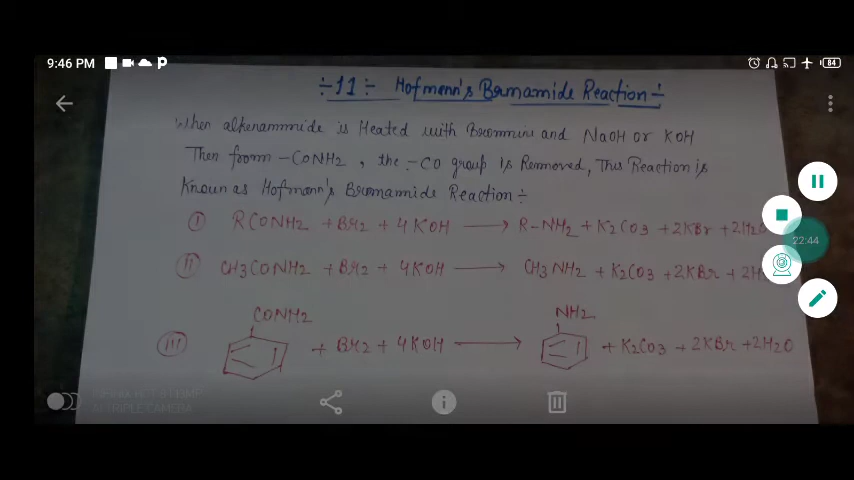 9:46 PM
84
÷11÷ Hofmenn's Bromamide Reaction÷
When alkenammide is Heated with Bromine and NaOH or KOH
Then from -CONH2, the -CO group is Removed, This Reaction is
Known as Hofmann's Bromamide Reaction÷
I RCONH2 + Br2 + 4KOH → R-NH2 + K2CO3 + 2KBr + 2H2O
22:44
II CH3CONH2 + Br2 + 4KOH → CH3NH2 + K2CO3 + 2KBr + 2H
CONH2 NH2
III + Br2 + 4KOH → + K2CO3 + 2KBr + 2H2O